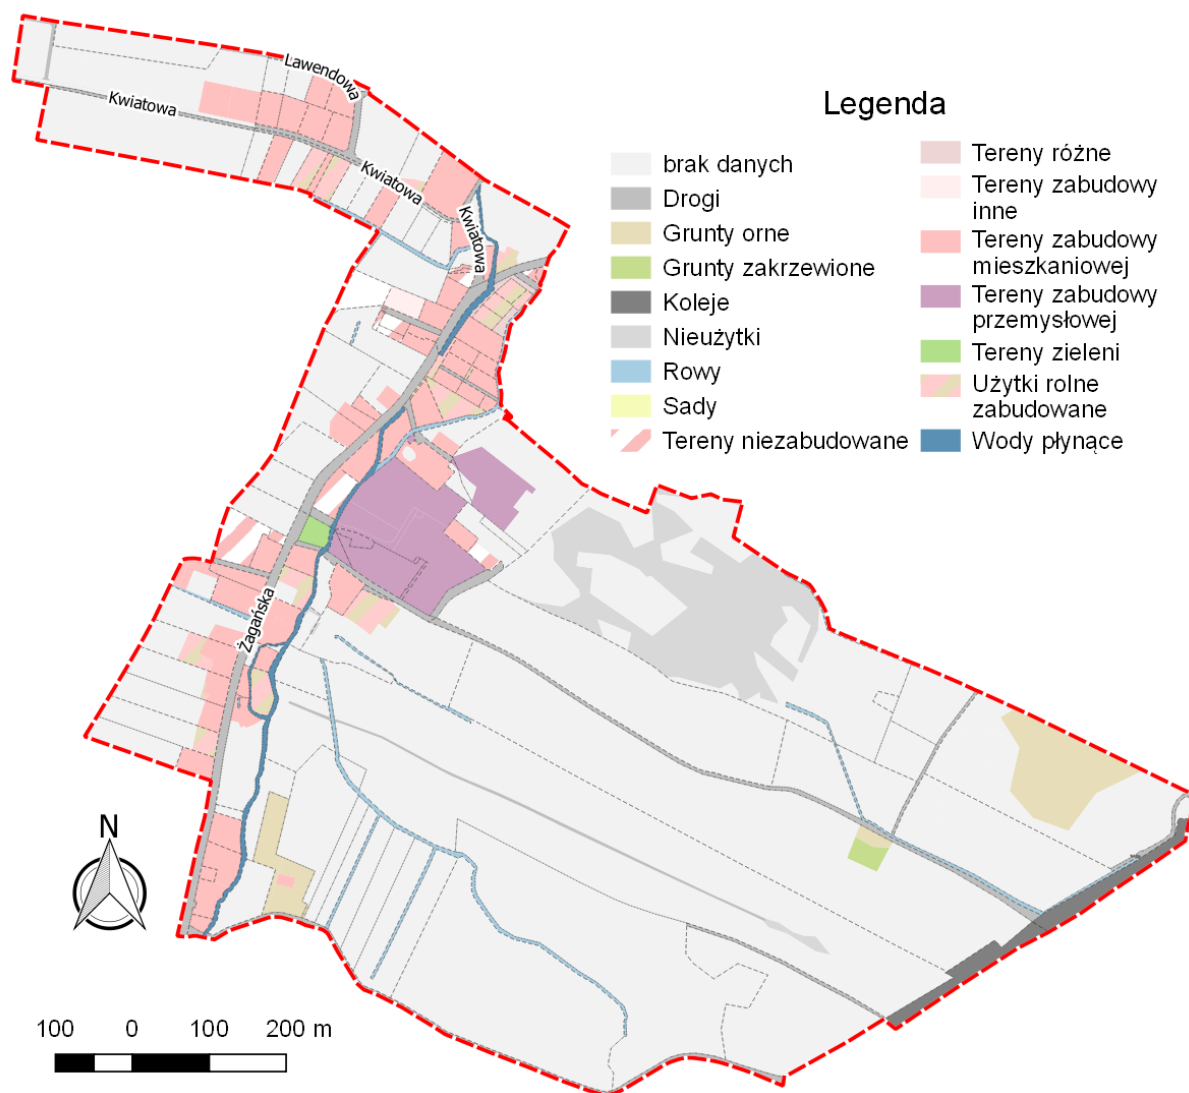 Lawendowa
Kwiatowa
Kwiatowa
Kwiatowa
Żagańska
Legenda
brak danych
Drogi
Grunty orne
Grunty zakrzewione
Koleje
Nieużytki
Rowy
Sady
Tereny niezabudowane
Tereny różne
Tereny zabudowy
inne
Tereny zabudowy
mieszkaniowej
Tereny zabudowy
przemysłowej
Tereny zieleni
Użytki rolne
zabudowane
Wody płynące
N
100 0 100 200 m